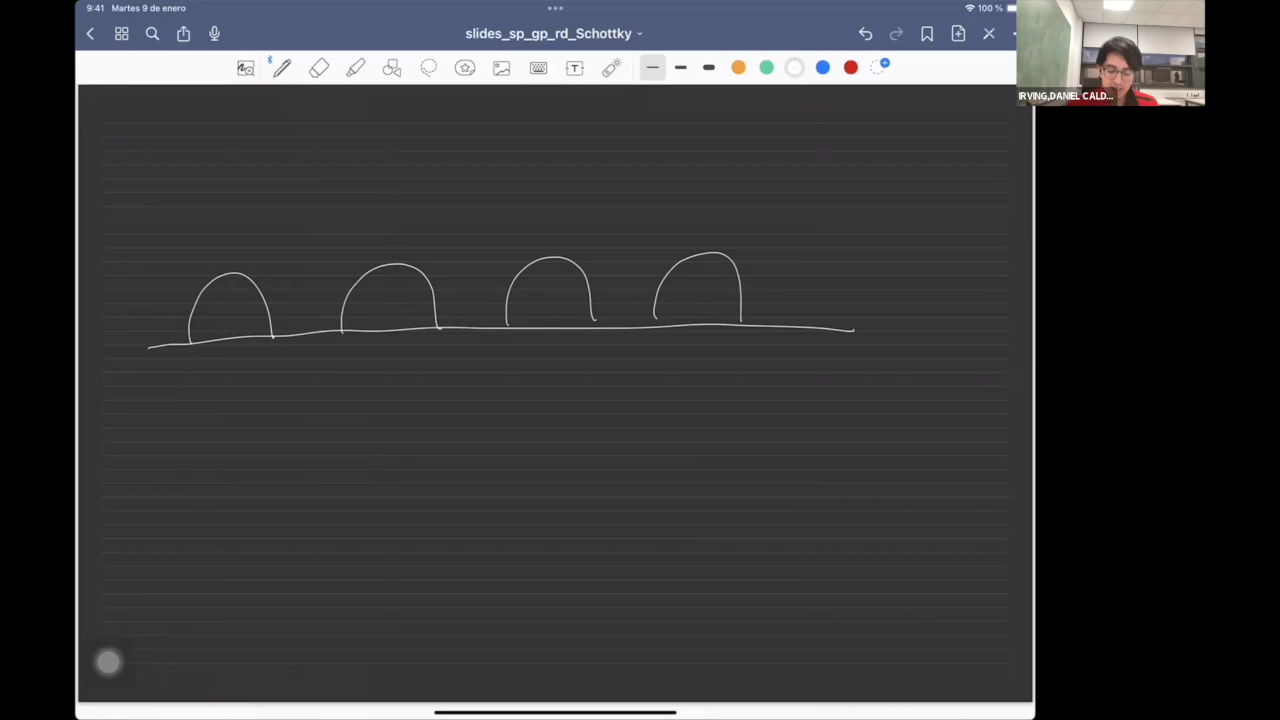 9:41 Martes 9 de enero
100 %
slides_sp_gp_rd_Schottky
IRVING,DANIEL CALD...